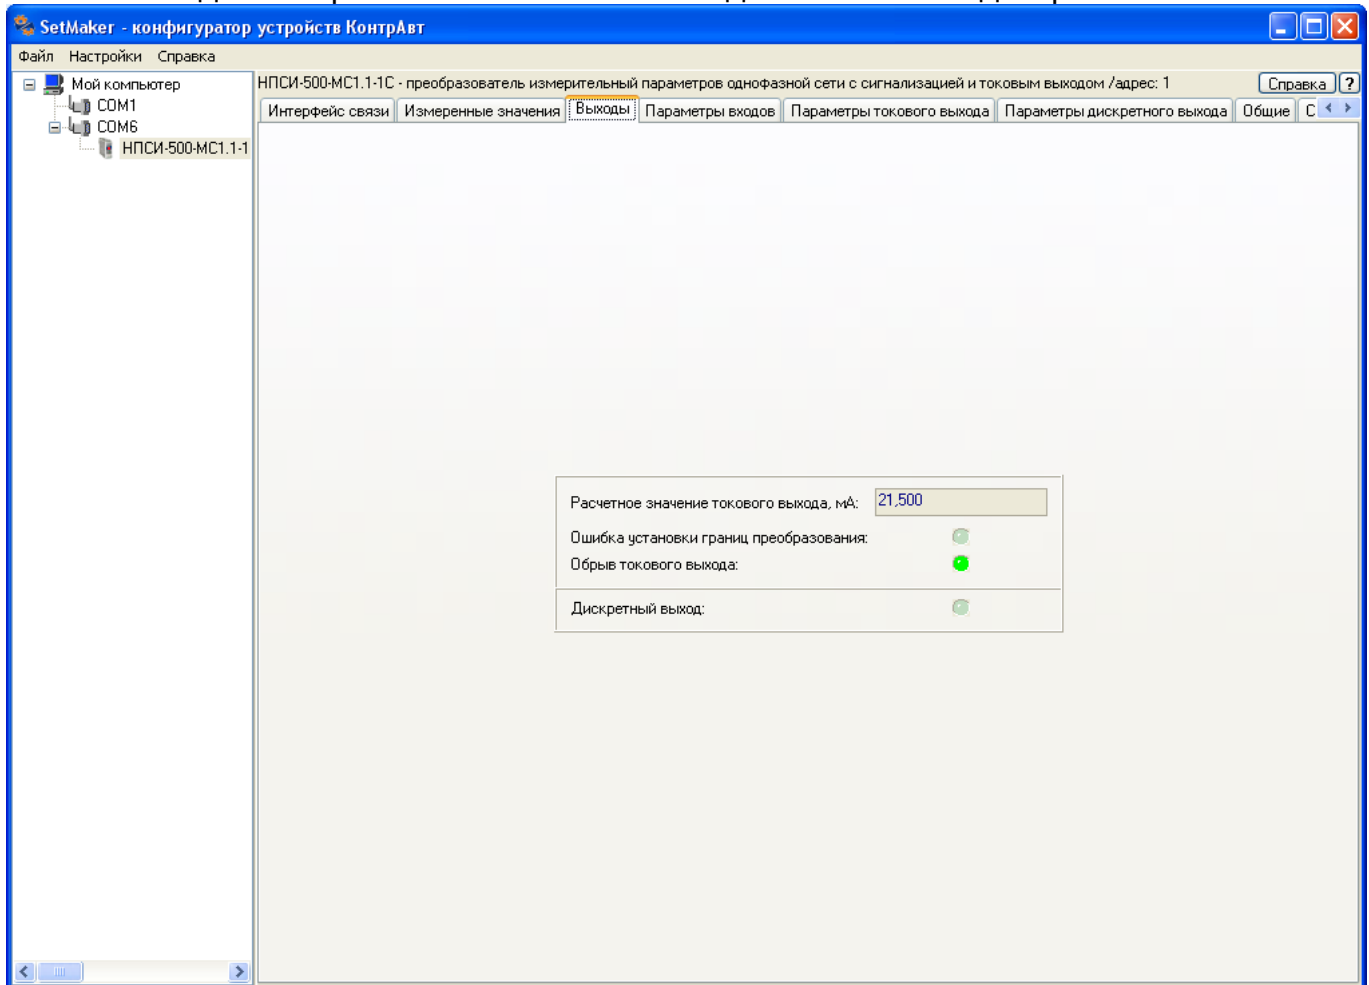 SetMaker - конфигуратор устройств КонтрАвт
Файл Настройки Справка
Мой компьютер
COM1
COM6
НПСИ-500-МС1.1-1
НПСИ-500-МС1.1-1С - преобразователь измерительный параметров однофазной сети с сигнализацией и токовым выходом /адрес: 1
Справка ?
Интерфейс связи Измеренные значения Выходы Параметры входов Параметры токового выхода Параметры дискретного выхода Общие С
Расчетное значение токового выхода, мА: 21,500
Ошибка установки границ преобразования:
Обрыв токового выхода:
Дискретный выход: